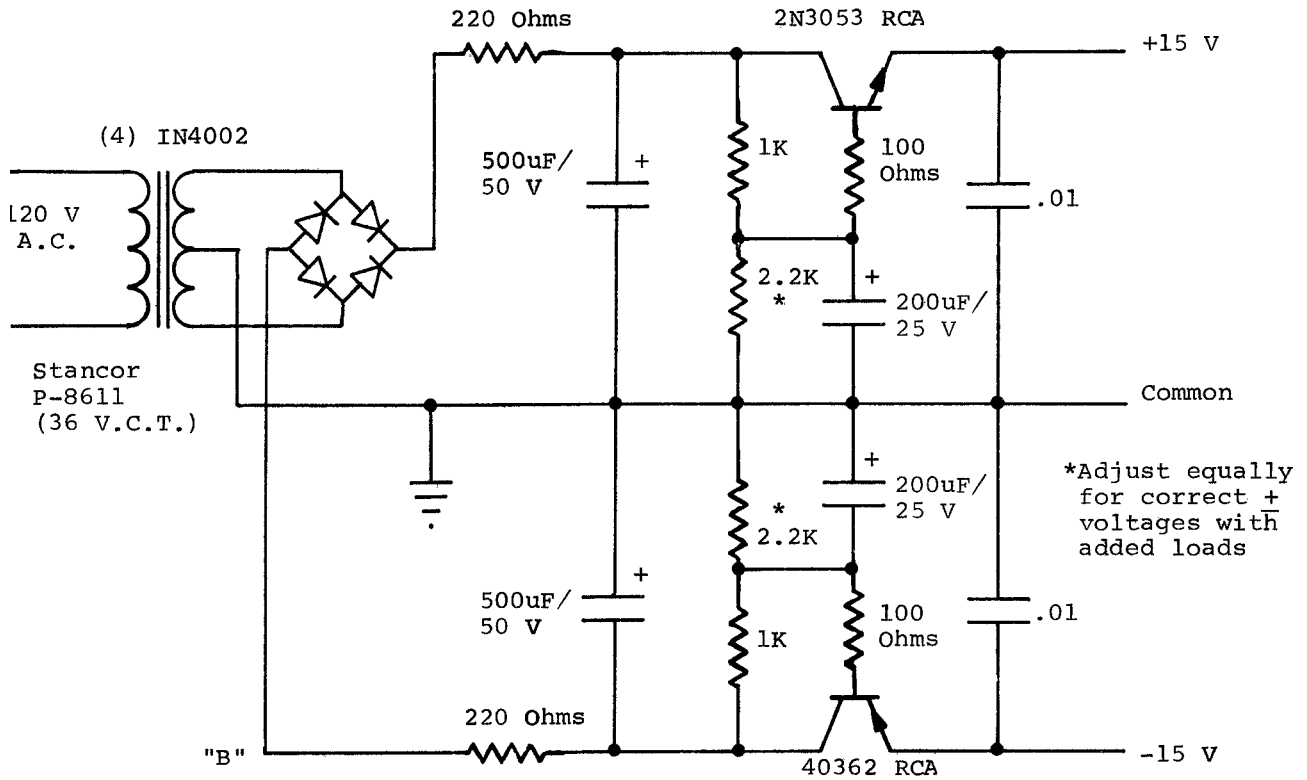 220 Ohms
2N3053 RCA
+15 V
(4) IN4002
120 V
A.C.
500uF/
50 V
+
1K
100
Ohms
.01
2.2K
*
+
200uF/
25 V
Stancor
P-8611
(36 V.C.T.)
Common
+
200uF/
25 V
*
2.2K
*Adjust equally
for correct ±
voltages with
added loads
500uF/
50 V
+
1K
100
Ohms
.01
220 Ohms
"B"
40362 RCA
-15 V